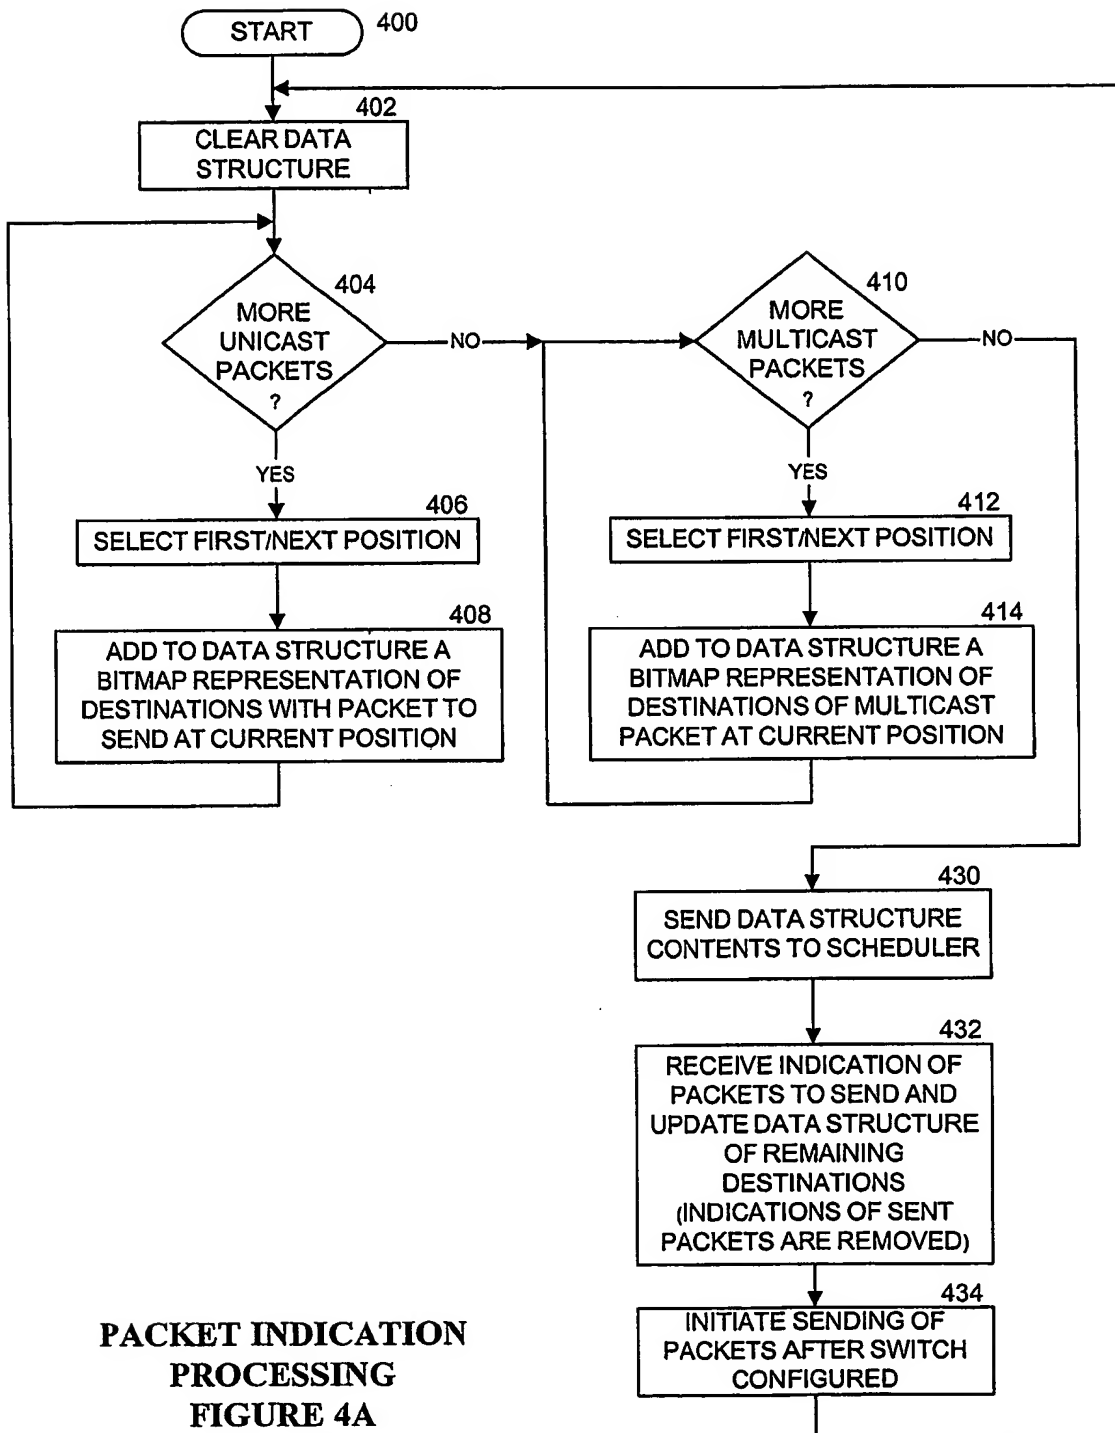 START
400
402
CLEAR DATA
STRUCTURE
404
MORE
UNICAST
PACKETS
?
NO
410
MORE
MULTICAST
PACKETS
?
NO
YES
YES
406
SELECT FIRST/NEXT POSITION
412
SELECT FIRST/NEXT POSITION
408
ADD TO DATA STRUCTURE A
BITMAP REPRESENTATION OF
DESTINATIONS WITH PACKET TO
SEND AT CURRENT POSITION
414
ADD TO DATA STRUCTURE A
BITMAP REPRESENTATION OF
DESTINATIONS OF MULTICAST
PACKET AT CURRENT POSITION
430
SEND DATA STRUCTURE
CONTENTS TO SCHEDULER
432
RECEIVE INDICATION OF
PACKETS TO SEND AND
UPDATE DATA STRUCTURE
OF REMAINING
DESTINATIONS
(INDICATIONS OF SENT
PACKETS ARE REMOVED)
434
INITIATE SENDING OF
PACKETS AFTER SWITCH
CONFIGURED
PACKET INDICATION
PROCESSING
FIGURE 4A